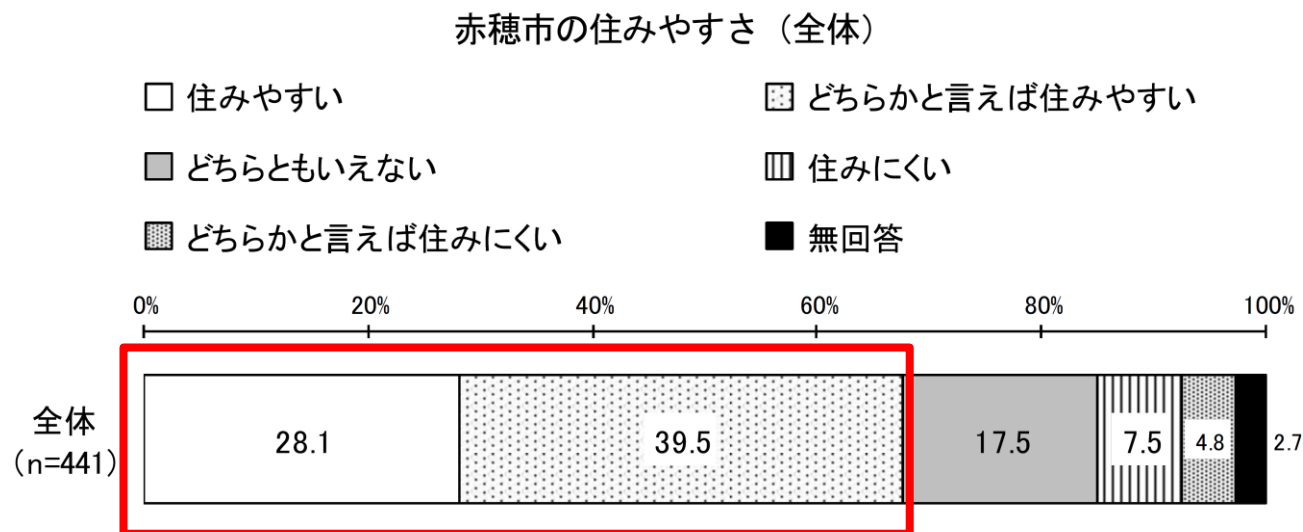 赤穂市の住みやすさ（全体）
住みやすい
どちらかと言えば住みやすい
どちらともいえない
住みにくい
どちらかと言えば住みにくい
無回答
0% 20% 40% 60% 80% 100%
全体
（n=441）
28.1 39.5 17.5 7.5 4.8 2.7